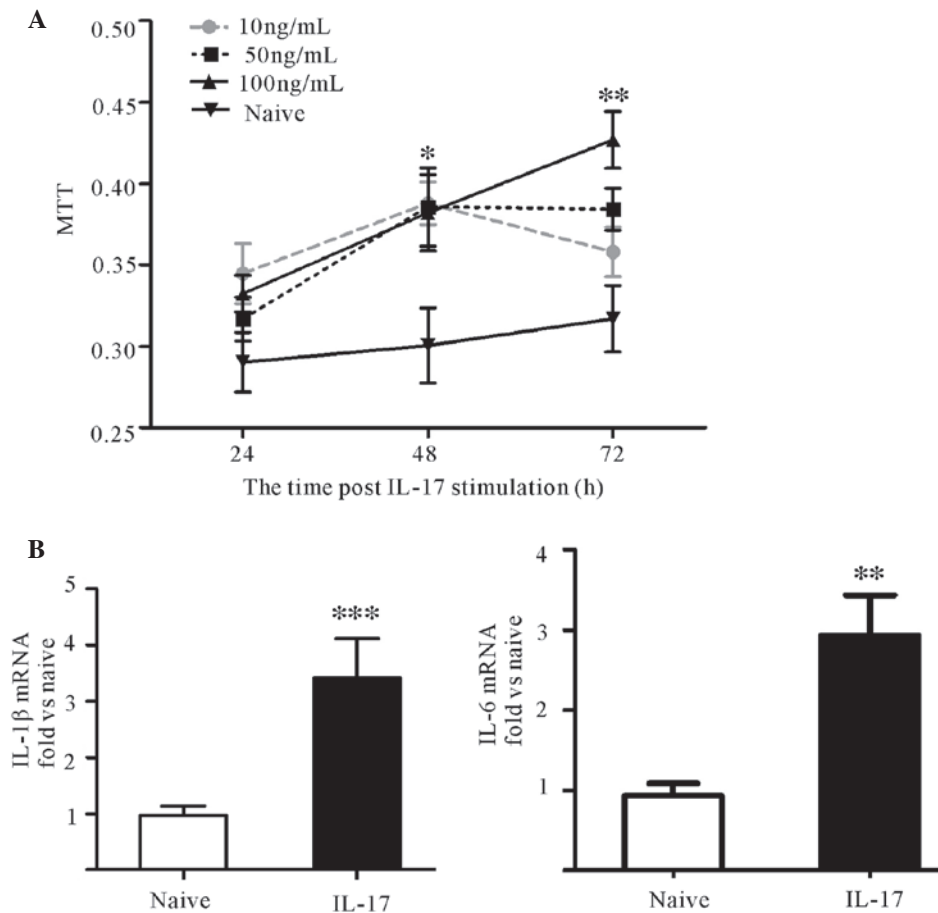 A
0.50
0.45
0.40
0.35
0.30
0.25
MTT
10ng/mL
50ng/mL
100ng/mL
Naive
*
**
24
48
72
The time post IL-17 stimulation (h)
B
IL-1β mRNA
fold vs naive
5
4
3
2
1
***
Naive
IL-17
IL-6 mRNA
fold vs naive
4
3
2
1
**
Naive
IL-17